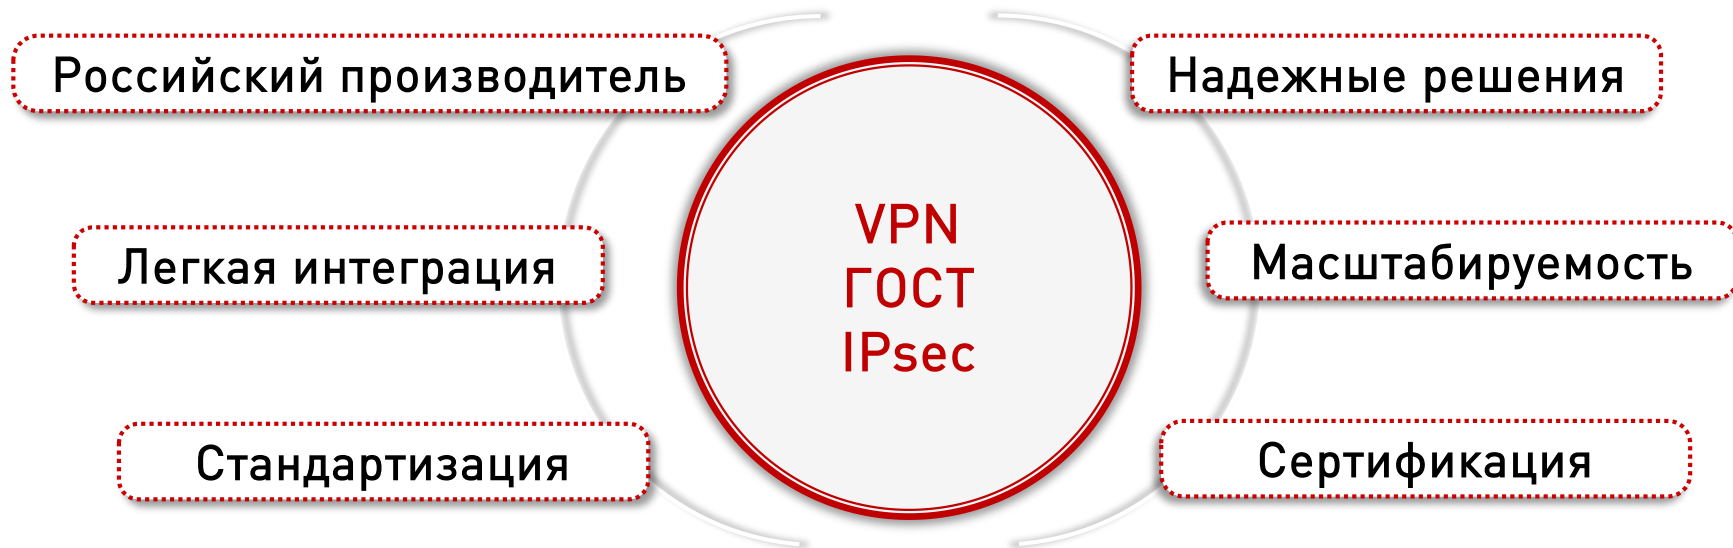 Российский производитель
Надежные решения
VPN
ГОСТ
IPsec
Легкая интеграция
Масштабируемость
Стандартизация
Сертификация